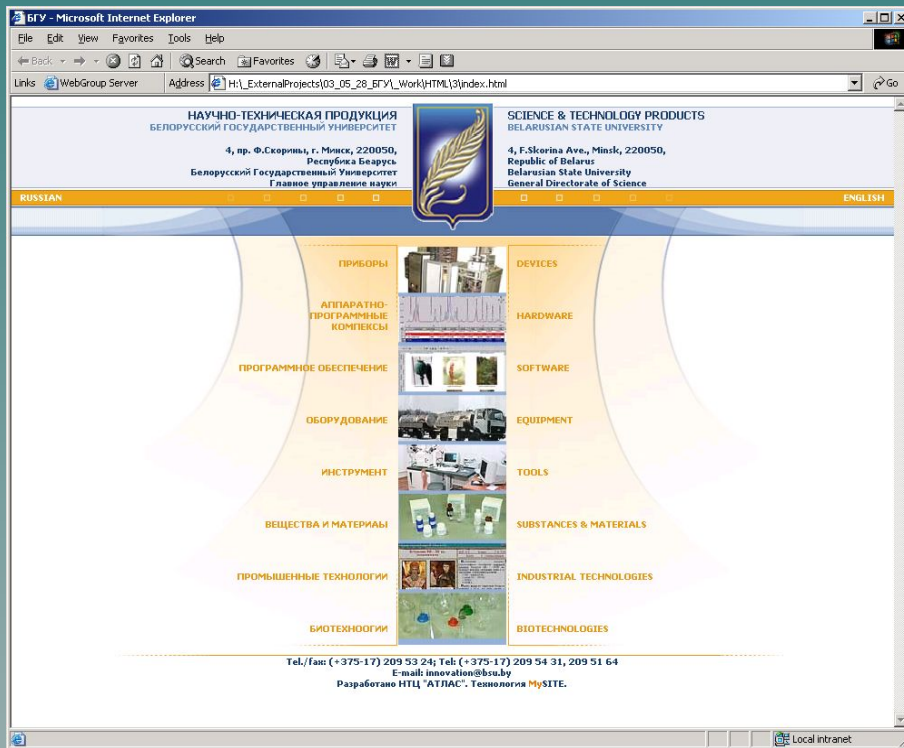 БГУ - Microsoft Internet Explorer
File Edit View Favorites Tools Help
Back Search Favorites
Links WebGroup Server Address H:\_ExternalProjects\03_05_28_БГУ\_Work\HTML\3\index.html Go
НАУЧНО-ТЕХНИЧЕСКАЯ ПРОДУКЦИЯ
БЕЛОРУССКИЙ ГОСУДАРСТВЕННЫЙ УНИВЕРСИТЕТ
4, пр. Ф.Скорины, г. Минск, 220050,
Республика Беарусь
Белорусский Государственный Университет
Главное управление науки
SCIENCE & TECHNOLOGY PRODUCTS
BELARUSIAN STATE UNIVERSITY
4, F.Skorina Ave., Minsk, 220050,
Republic of Belarus
Belarusian State University
General Directorate of Science
RUSSIAN ENGLISH
ПРИБОРЫ DEVICES
АППАРАТНО-
ПРОГРАММНЫЕ
КОМПЕКСЫ
HARDWARE
ПРОГРАММНОЕ ОБЕСПЕЧЕНИЕ SOFTWARE
ОБОРУДОВАНИЕ EQUIPMENT
ИНСТРУМЕНТ TOOLS
ВЕЩЕСТВА И МАТЕРИАЫ SUBSTANCES & MATERIALS
ПРОМЫШЕННЫЕ ТЕХНОЛОГИИ INDUSTRIAL TECHNOLOGIES
БИОТЕХНООГИИ BIOTECHNOLOGIES
Tel./fax: (+375-17) 209 53 24; Tel: (+375-17) 209 54 31, 209 51 64
E-mail: innovation@bsu.by
Разработано НТЦ "АТЛАС". Технология MySITE.
Local intranet